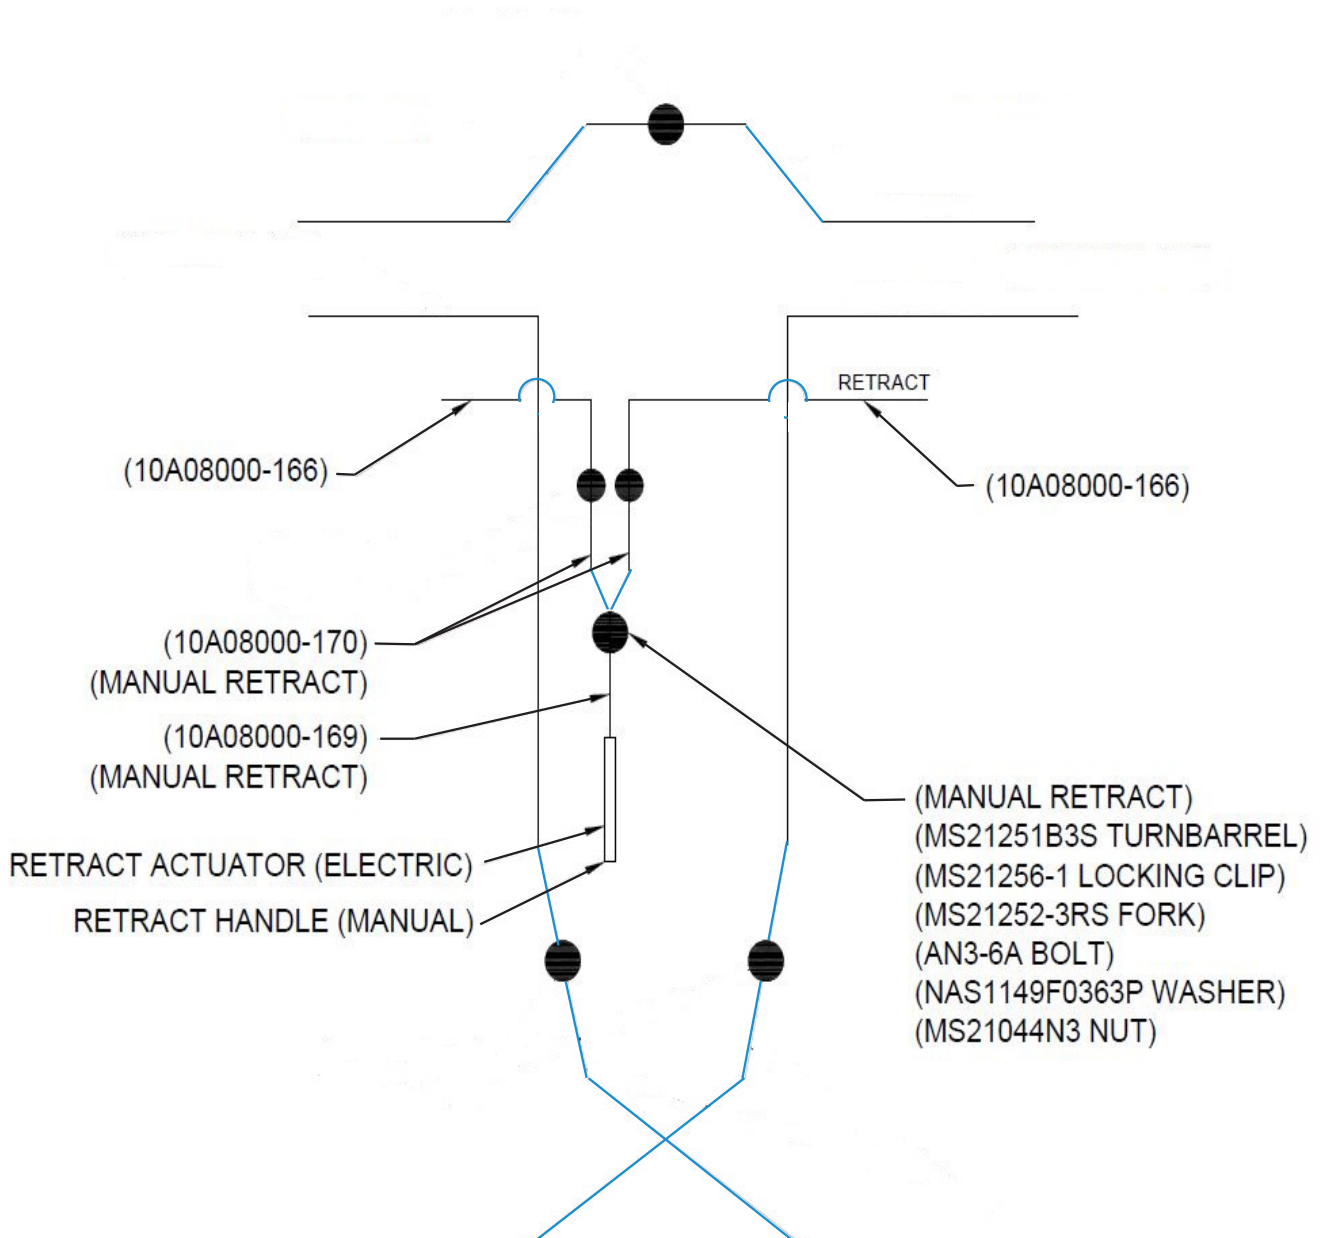 RETRACT
(10A08000-166)
(10A08000-166)
(10A08000-170)
(MANUAL RETRACT)
(10A08000-169)
(MANUAL RETRACT)
RETRACT ACTUATOR (ELECTRIC)
RETRACT HANDLE (MANUAL)
(MANUAL RETRACT)
(MS21251B3S TURNBARREL)
(MS21256-1 LOCKING CLIP)
(MS21252-3RS FORK)
(AN3-6A BOLT)
(NAS1149F0363P WASHER)
(MS21044N3 NUT)